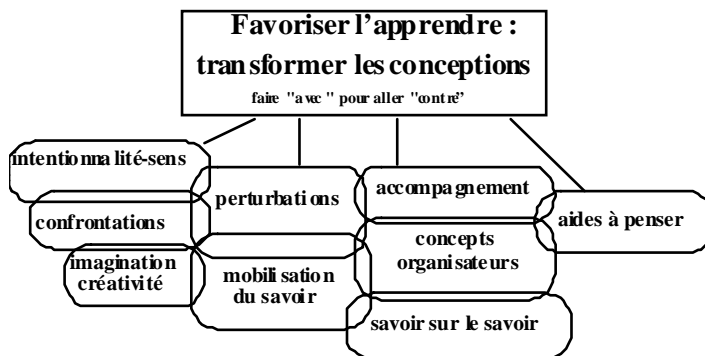 Favoriser l'apprendre :
transformer les conceptions
faire "avec" pour aller "contre"
intentionnalité-sens
confrontations
imagination
créativité
perturbations
mobilisation
du savoir
accompagnement
concepts
organisateurs
savoir sur le savoir
aides à penser